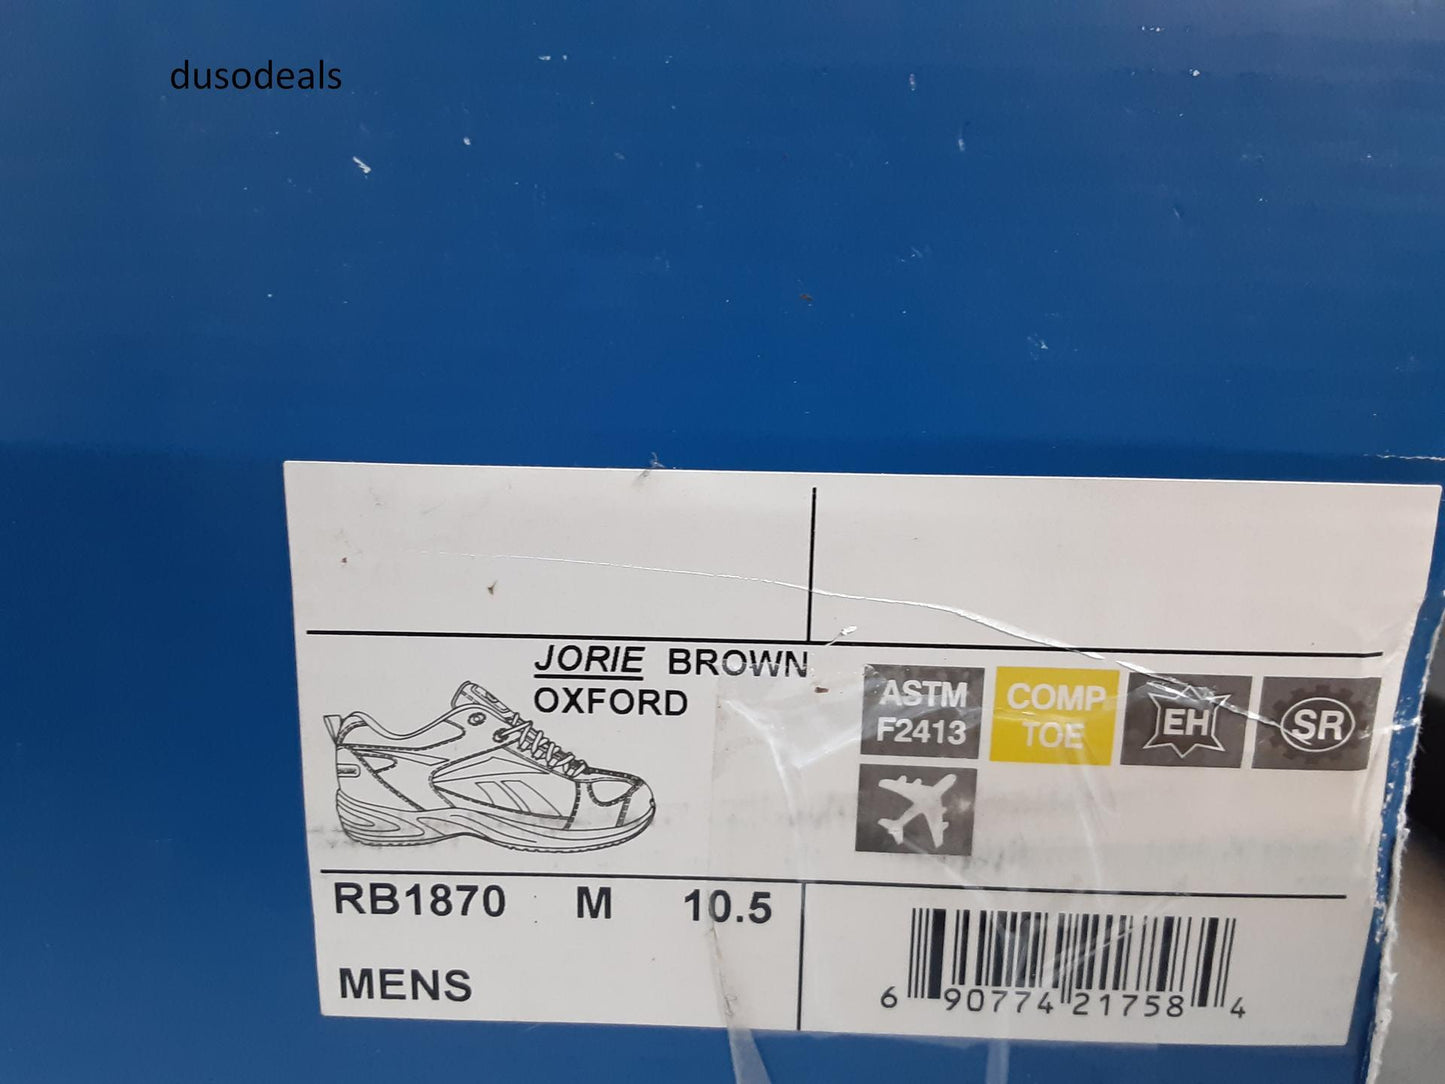 dusodeals
JORIE BROWN
OXFORD
ASTM
F2413
COMP
TOE
EH
SR
RB1870 M 10.5
MENS
6 90774 21758 4